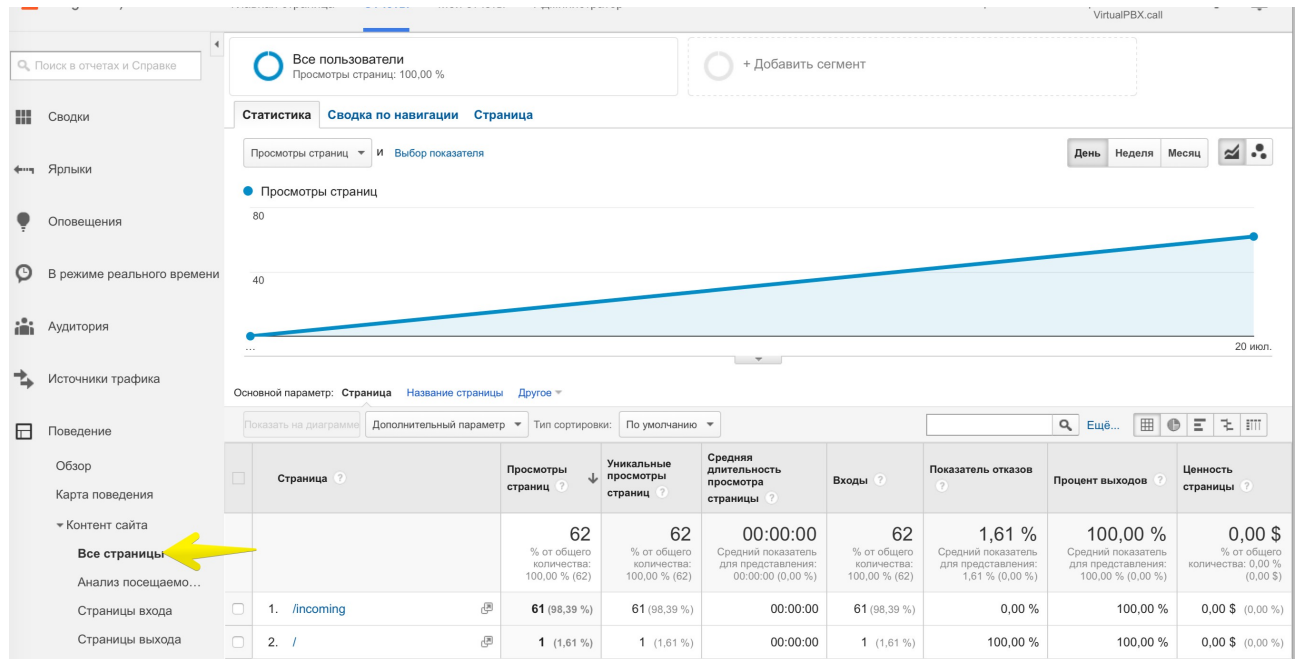 VirtualPBX.call
Поиск в отчетах и Справке
Сводки
Ярлыки
Оповещения
В режиме реального времени
Аудитория
Источники трафика
Поведение
Обзор
Карта поведения
Контент сайта
Все страницы
Анализ посещаемо...
Страницы входа
Страницы выхода
Все пользователи
Просмотры страниц: 100,00 %
+ Добавить сегмент
Статистика Сводка по навигации Страница
Просмотры страниц И Выбор показателя
День Неделя Месяц
Просмотры страниц
80
40
... 20 июл.
Основной параметр: Страница Название страницы Другое
Показать на диаграмме Дополнительный параметр Тип сортировки: По умолчанию Ещё...
Страница ? Просмотры страниц ? Уникальные просмотры страниц ? Средняя длительность просмотра страницы ? Входы ? Показатель отказов ? Процент выходов ? Ценность страницы ?
62 62 00:00:00 62 1,61 % 100,00 % 0,00 $
% от общего % от общего Средний показатель % от общего Средний показатель Средний показатель % от общего
количества: количества: для представления: количества: для представления: для представления: количества: 0,00 %
100,00 % (62) 100,00 % (62) 00:00:00 (0,00 %) 100,00 % (62) 1,61 % (0,00 %) 100,00 % (0,00 %) (0,00 $)
1. /incoming 61 (98,39 %) 61 (98,39 %) 00:00:00 61 (98,39 %) 0,00 % 100,00 % 0,00 $ (0,00 %)
2. / 1 (1,61 %) 1 (1,61 %) 00:00:00 1 (1,61 %) 100,00 % 100,00 % 0,00 $ (0,00 %)